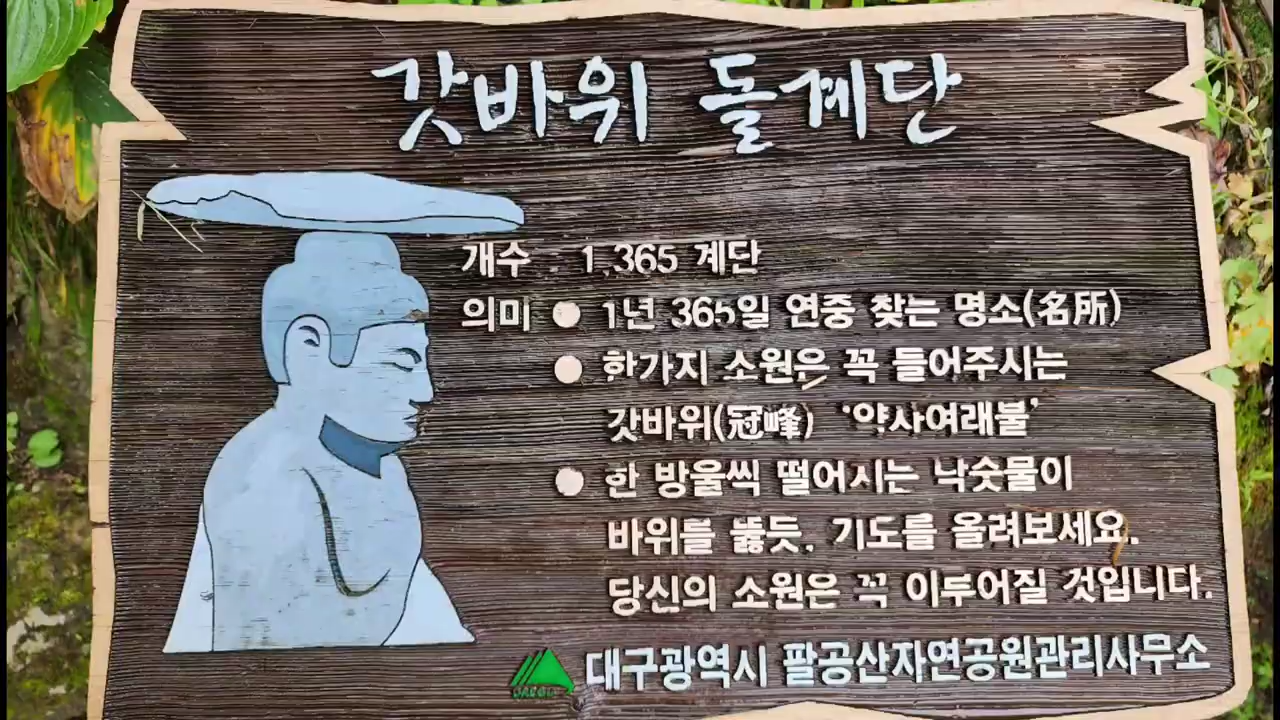 갓바위 돌계단
개수 : 1,365 계단
의미 ● 1년 365일 연중 찾는 명소(名所)
● 한가지 소원은 꼭 들어주시는
갓바위(冠峰) '약사여래불'
● 한 방울씩 떨어지는 낙숫물이
바위를 뚫듯, 기도를 올려보세요.
당신의 소원은 꼭 이루어질 것입니다.
대구광역시 팔공산자연공원관리사무소